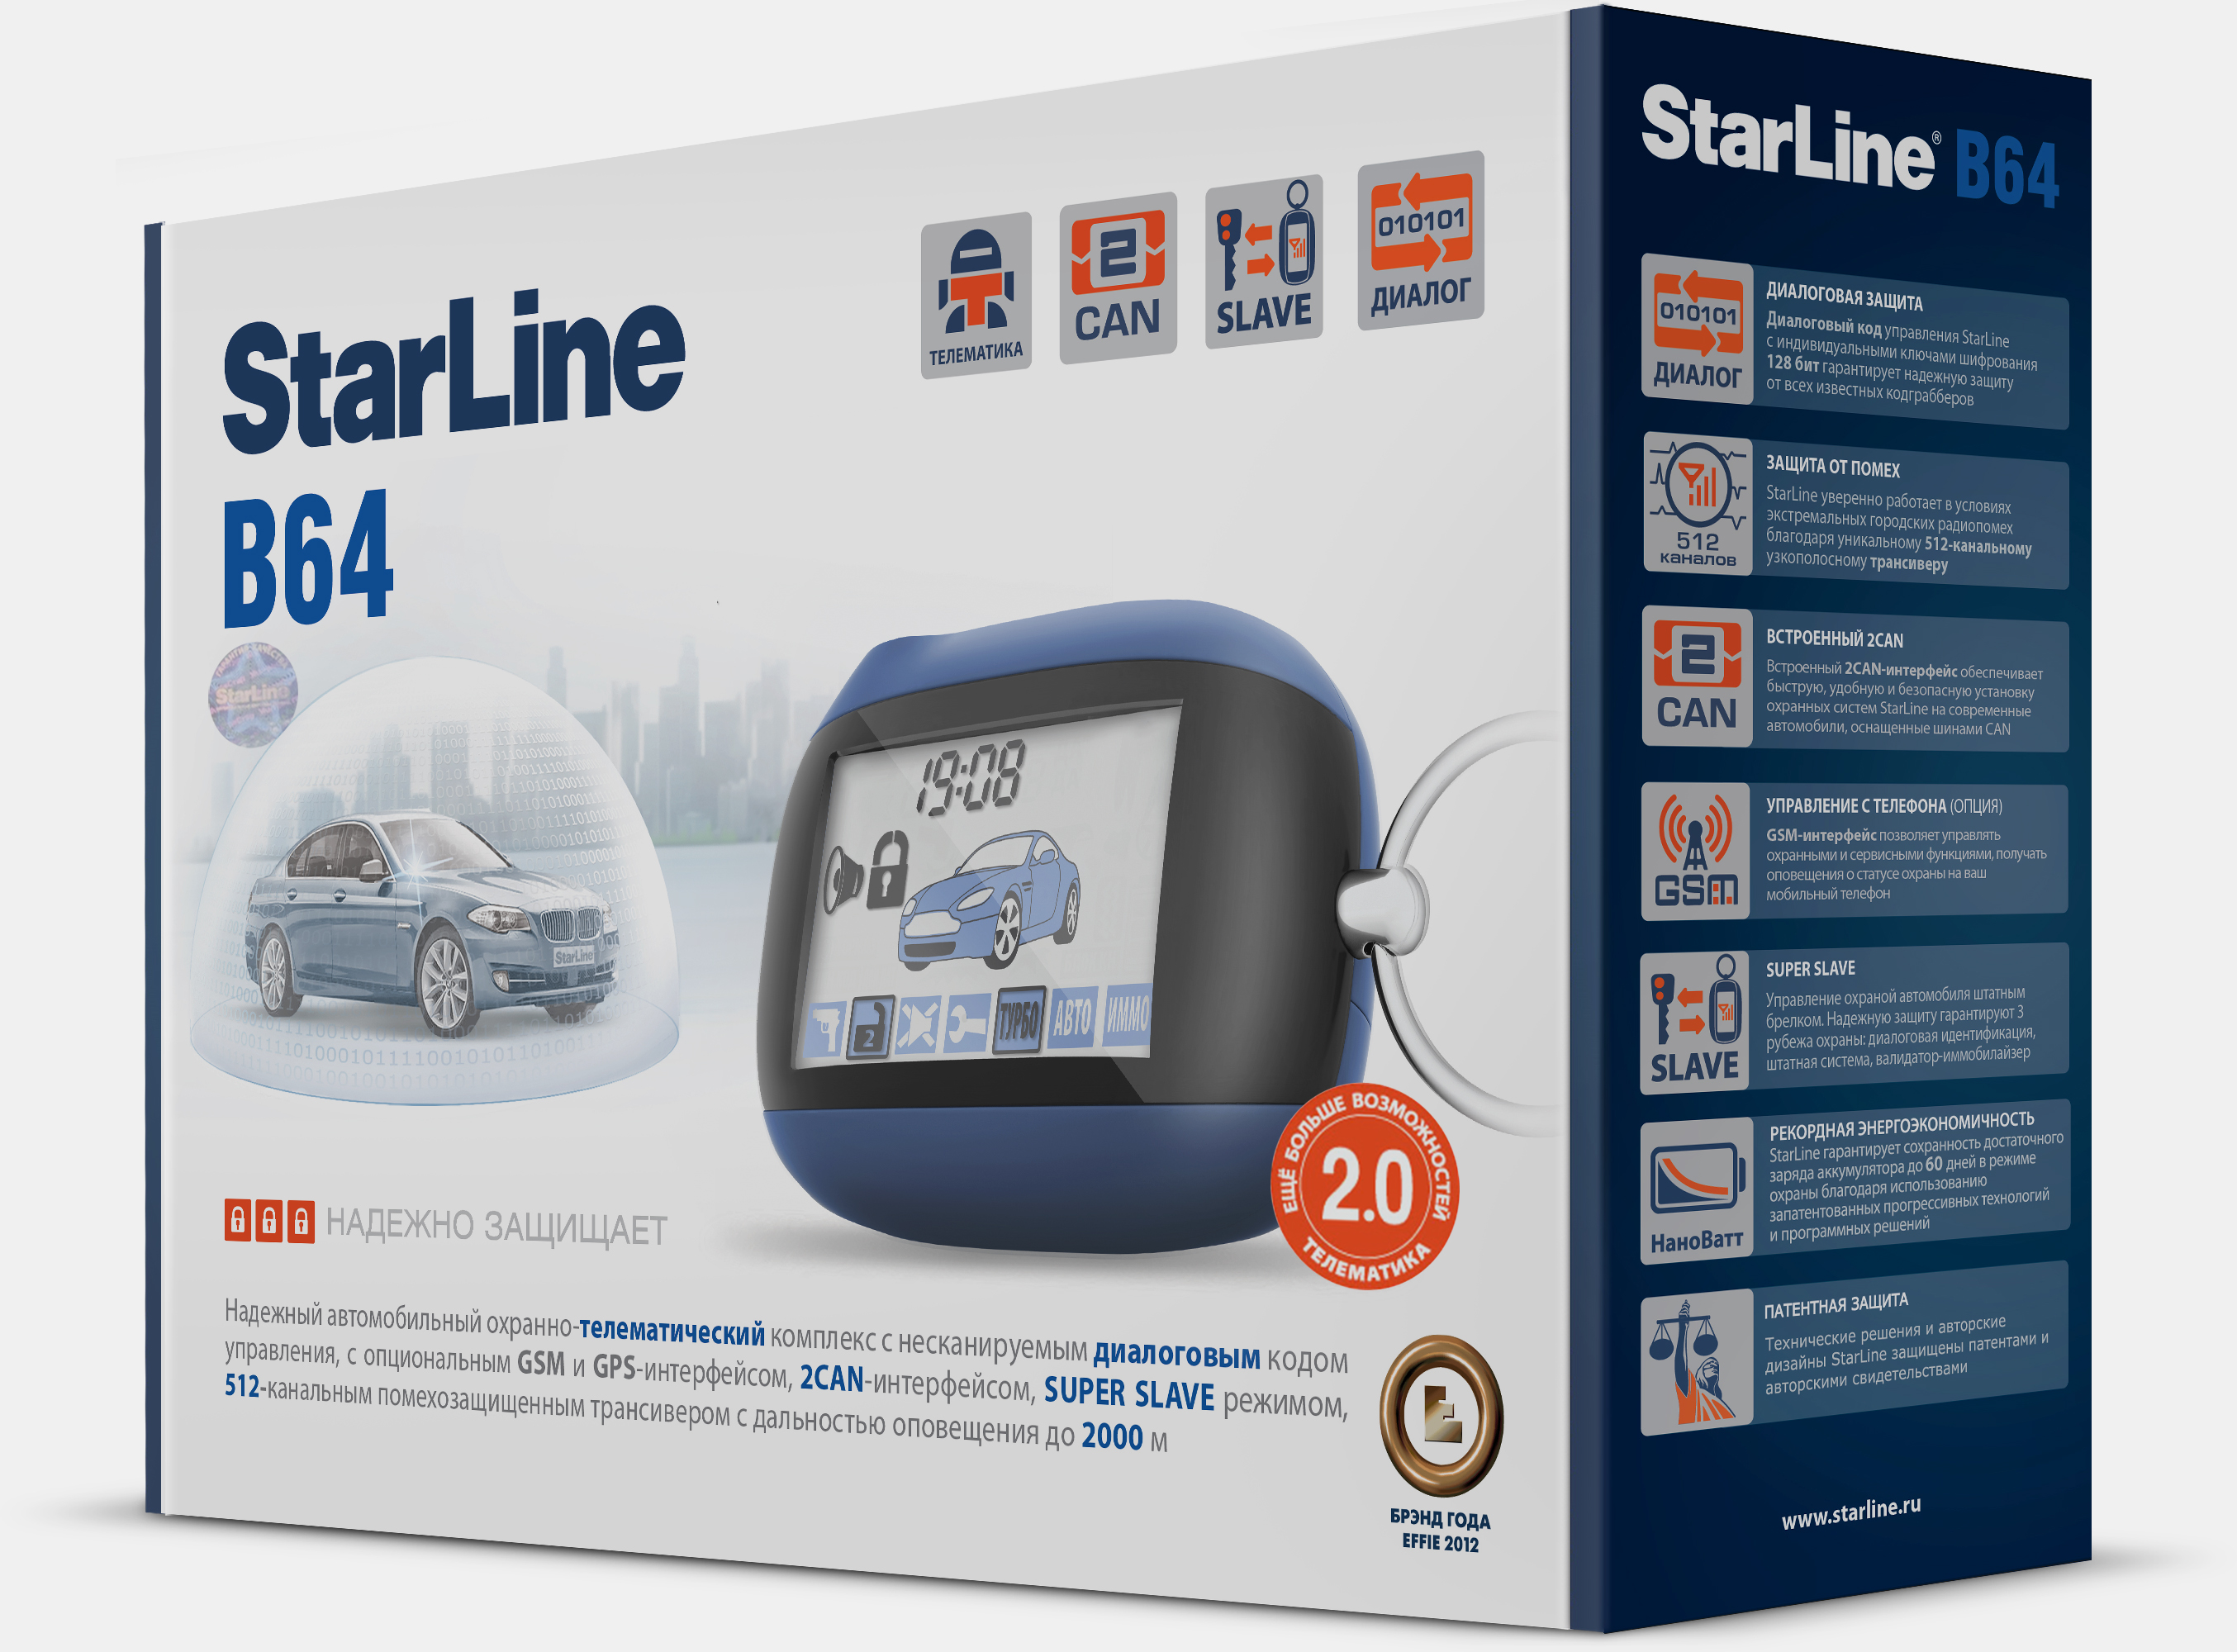 StarLine
B64
ТЕЛЕМАТИКА
2
CAN
SLAVE
010101
ДИАЛОГ
StarLine
19:08
StarLine
2
ТУРБО
АВТО
ИММО
ЕЩЁ БОЛЬШЕ ВОЗМОЖНОСТЕЙ
2.0
ТЕЛЕМАТИКА
НАДЕЖНО ЗАЩИЩАЕТ
Надежный автомобильный охранно-телематический комплекс с несканируемым диалоговым кодом
управления, с опциональным GSM и GPS-интерфейсом, 2CAN-интерфейсом, SUPER SLAVE режимом,
512-канальным помехозащищенным трансивером с дальностью оповещения до 2000 м
БРЭНД ГОДА
EFFIE 2012
StarLine® B64
010101
ДИАЛОГ
ДИАЛОГОВАЯ ЗАЩИТА
Диалоговый код управления StarLine
с индивидуальными ключами шифрования
128 бит гарантирует надежную защиту
от всех известных кодграбберов
512
каналов
ЗАЩИТА ОТ ПОМЕХ
StarLine уверенно работает в условиях
экстремальных городских радиопомех
благодаря уникальному 512-канальному
узкополосному трансиверу
2
CAN
ВСТРОЕННЫЙ 2CAN
Встроенный 2CAN-интерфейс обеспечивает
быструю, удобную и безопасную установку
охранных систем StarLine на современные
автомобили, оснащенные шинами CAN
GSM
УПРАВЛЕНИЕ С ТЕЛЕФОНА (ОПЦИЯ)
GSM-интерфейс позволяет управлять
охранными и сервисными функциями, получать
оповещения о статусе охраны на ваш
мобильный телефон
SLAVE
SUPER SLAVE
Управление охраной автомобиля штатным
брелком. Надежную защиту гарантируют 3
рубежа охраны: диалоговая идентификация,
штатная система, валидатор-иммобилайзер
НаноВатт
РЕКОРДНАЯ ЭНЕРГОЭКОНОМИЧНОСТЬ
StarLine гарантирует сохранность достаточного
заряда аккумулятора до 60 дней в режиме
охраны благодаря использованию
запатентованных прогрессивных технологий
и программных решений
ПАТЕНТНАЯ ЗАЩИТА
Технические решения и авторские
дизайны StarLine защищены патентами и
авторскими свидетельствами
www.starline.ru